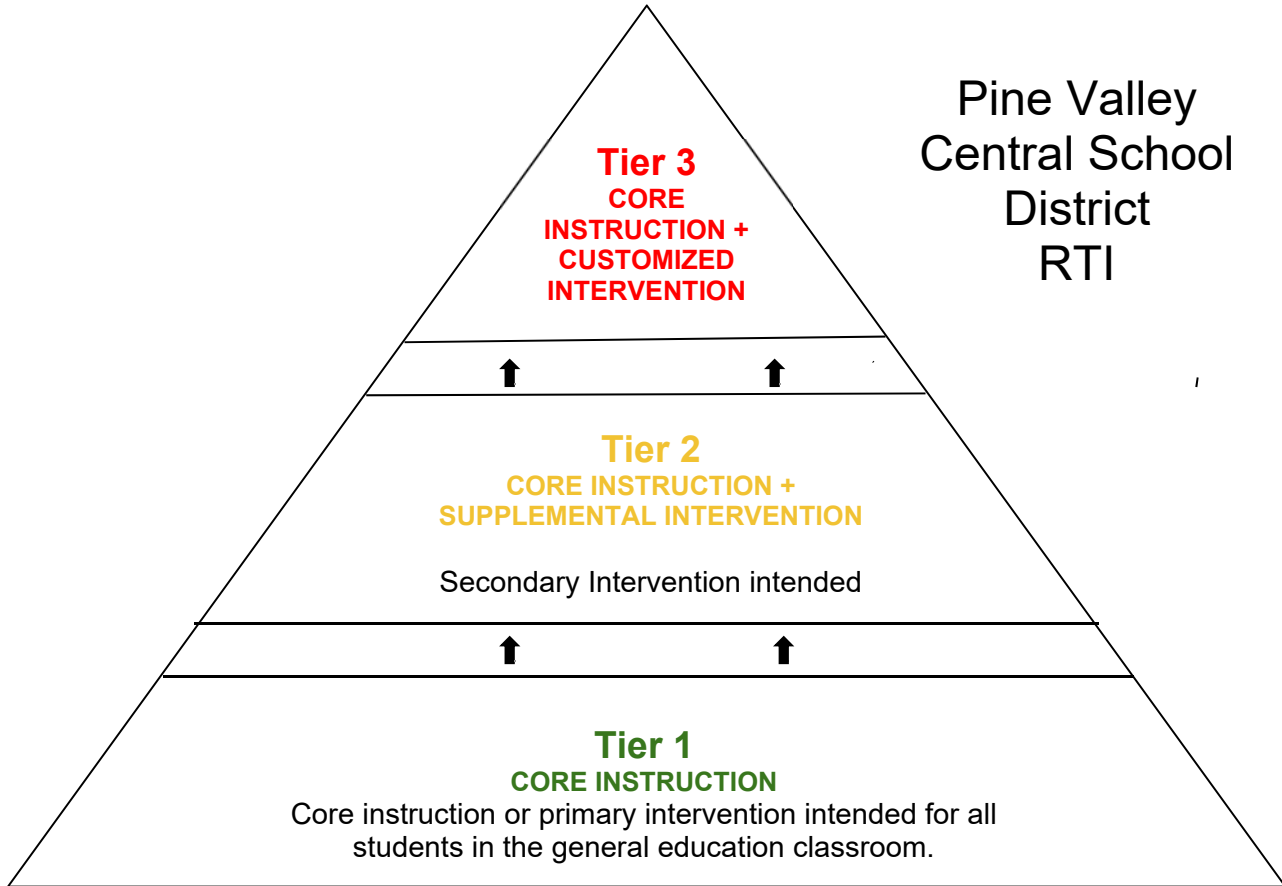 Pine Valley
Central School
District
RTI
Tier 3
CORE
INSTRUCTION +
CUSTOMIZED
INTERVENTION
Tier 2
CORE INSTRUCTION +
SUPPLEMENTAL INTERVENTION
Secondary Intervention intended
Tier 1
CORE INSTRUCTION
Core instruction or primary intervention intended for all
students in the general education classroom.